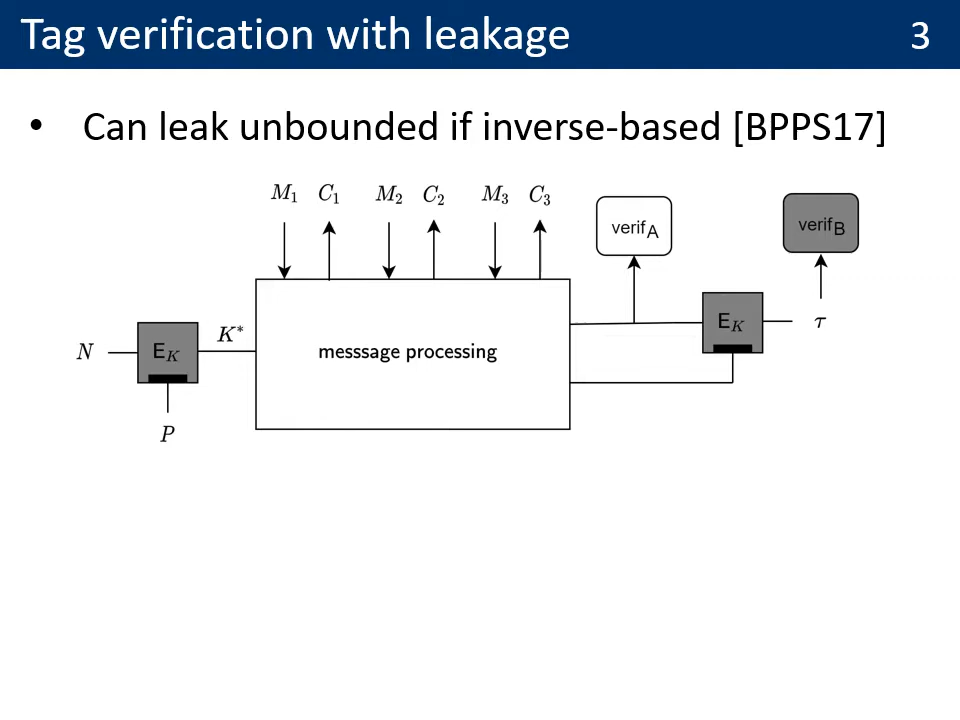 Tag verification with leakage 3
• Can leak unbounded if inverse-based [BPPS17]
M₁ C₁ M₂ C₂ M₃ C₃
verif_A verif_B
N E_K K* messsage processing E_K τ
P